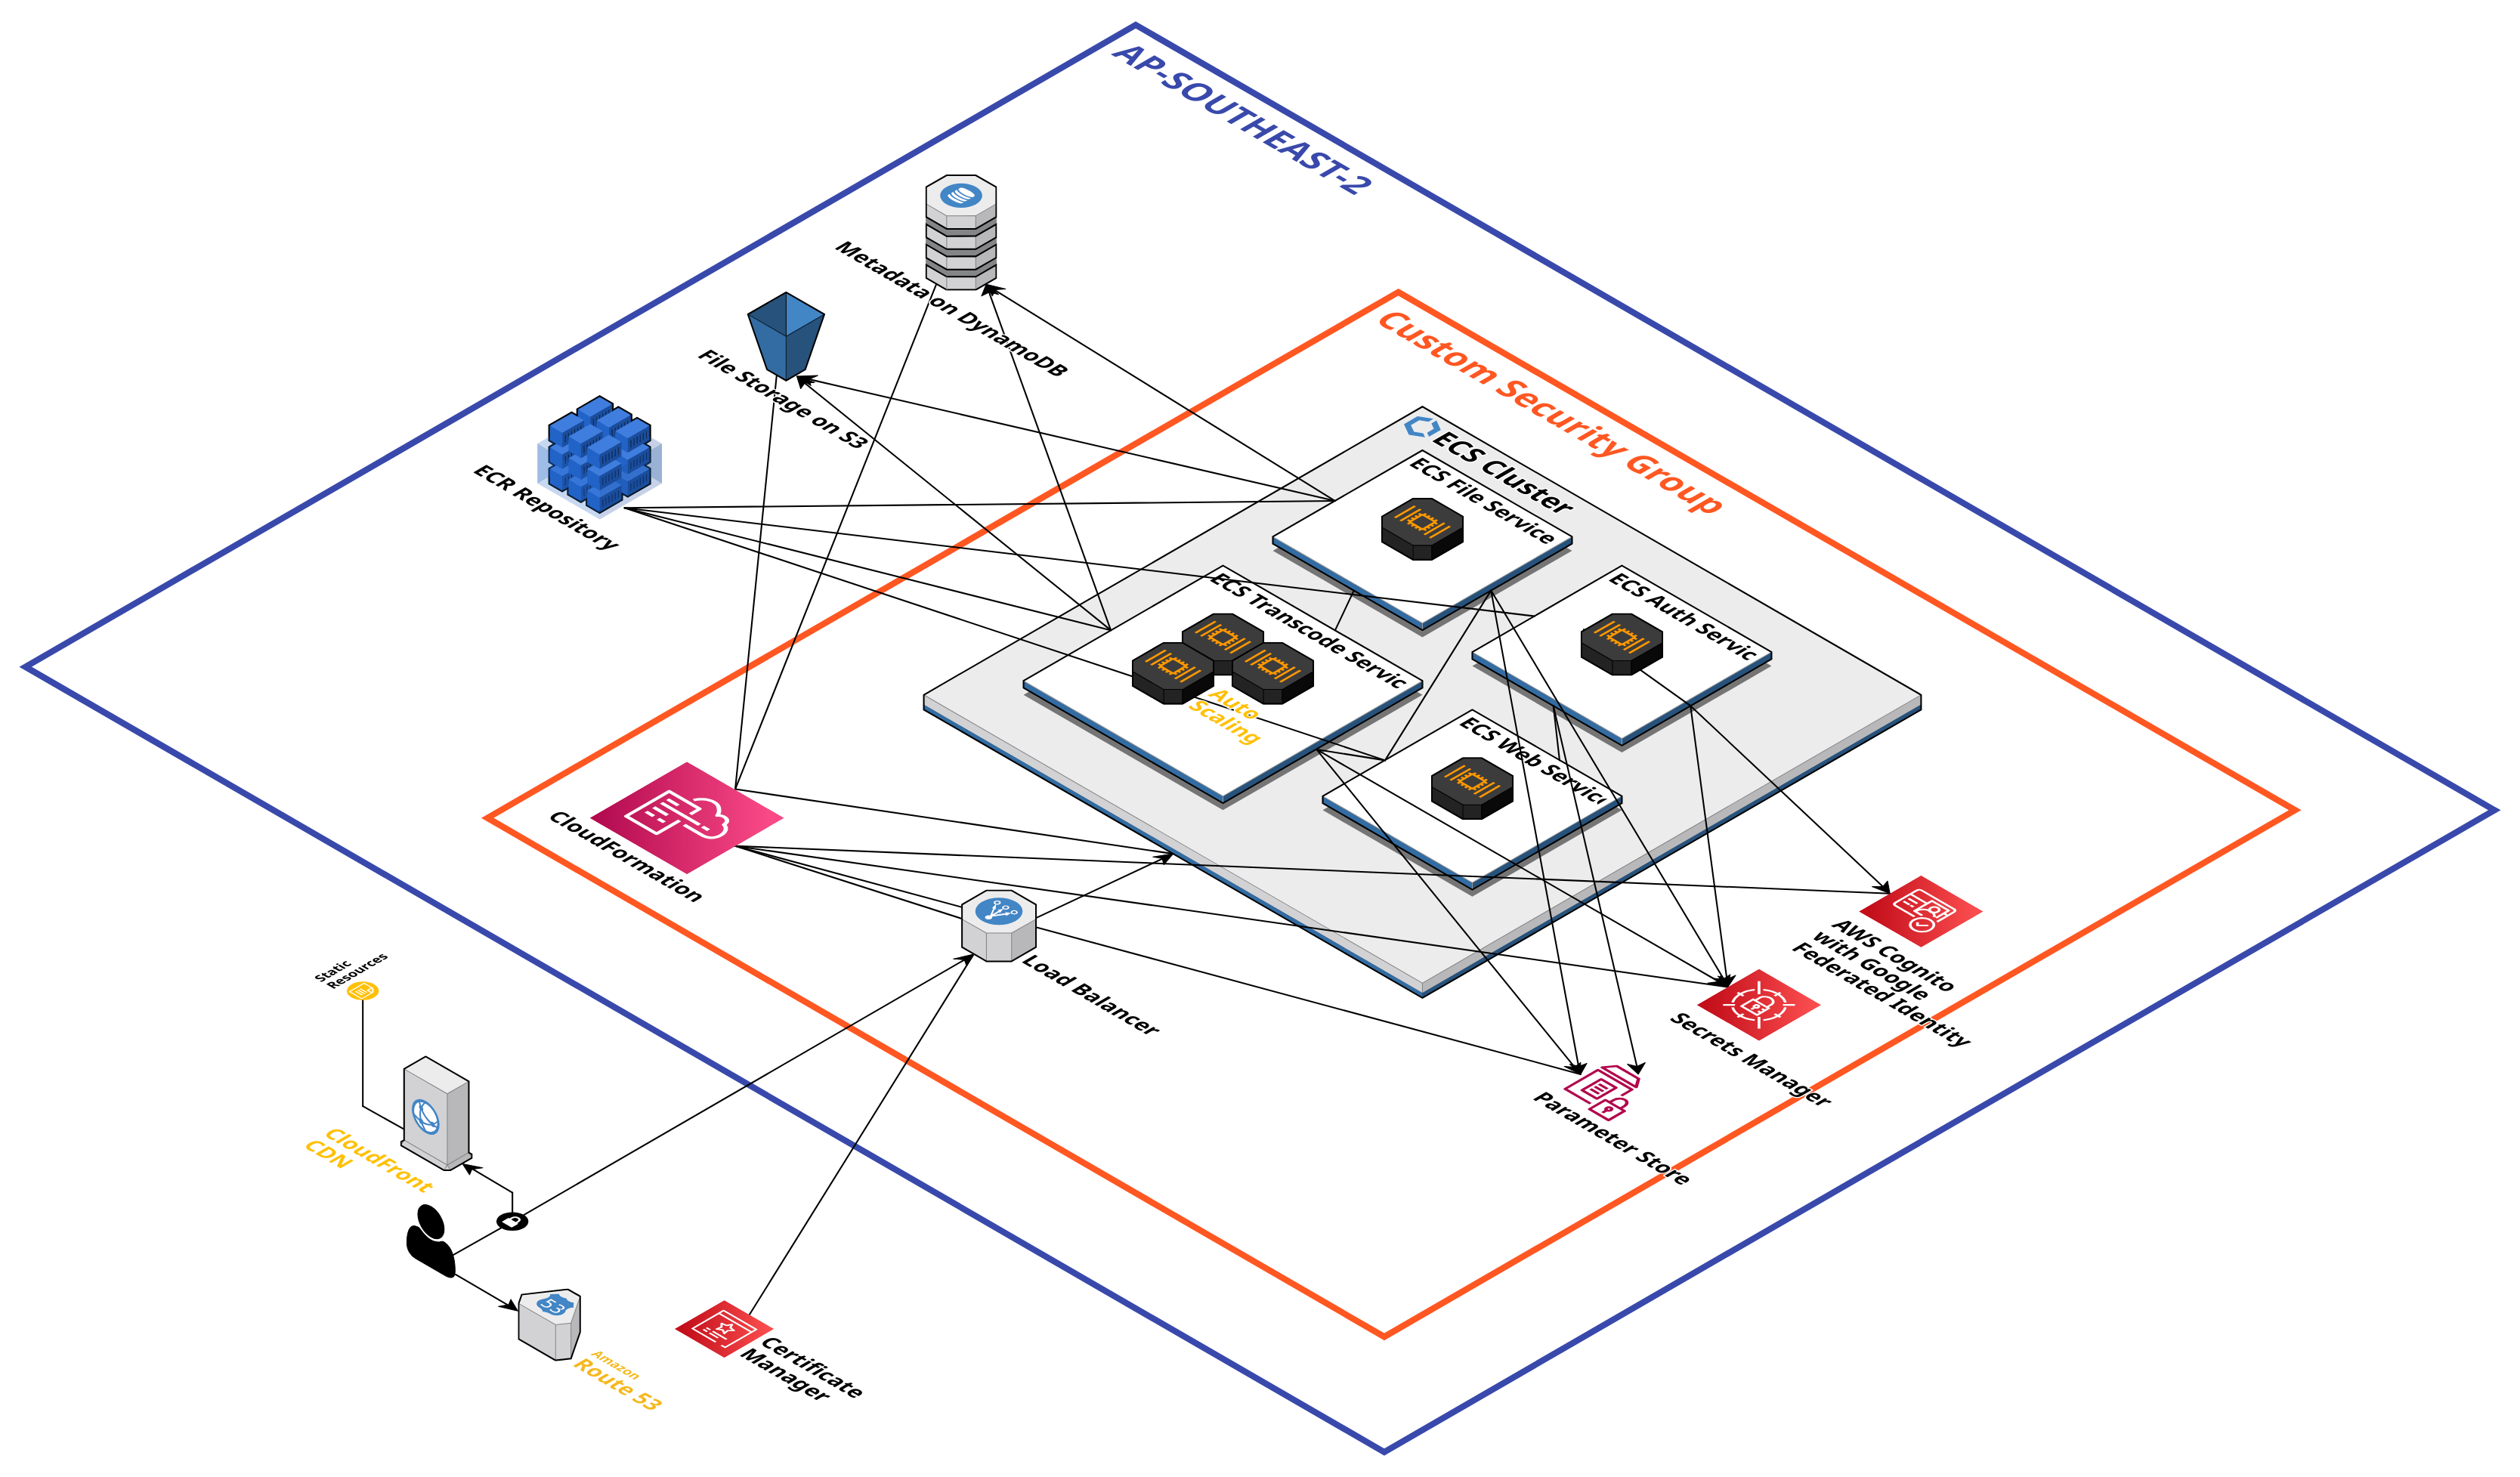 AP-SOUTHEAST-2
Metadata on DynamoDB
File Storage on S3
Custom Security Group
ECR Repository
ECS Cluster
ECS File Service
ECS Transcode Servic
ECS Auth Servic
Auto
Scaling
ECS Web Servic
CloudFormation
Load Balancer
AWS Cognito
with Google
Federated Identity
Secrets Manager
Parameter Store
Static
Resources
CloudFront
CDN
53
Amazon
Route 53
Certificate
Manager